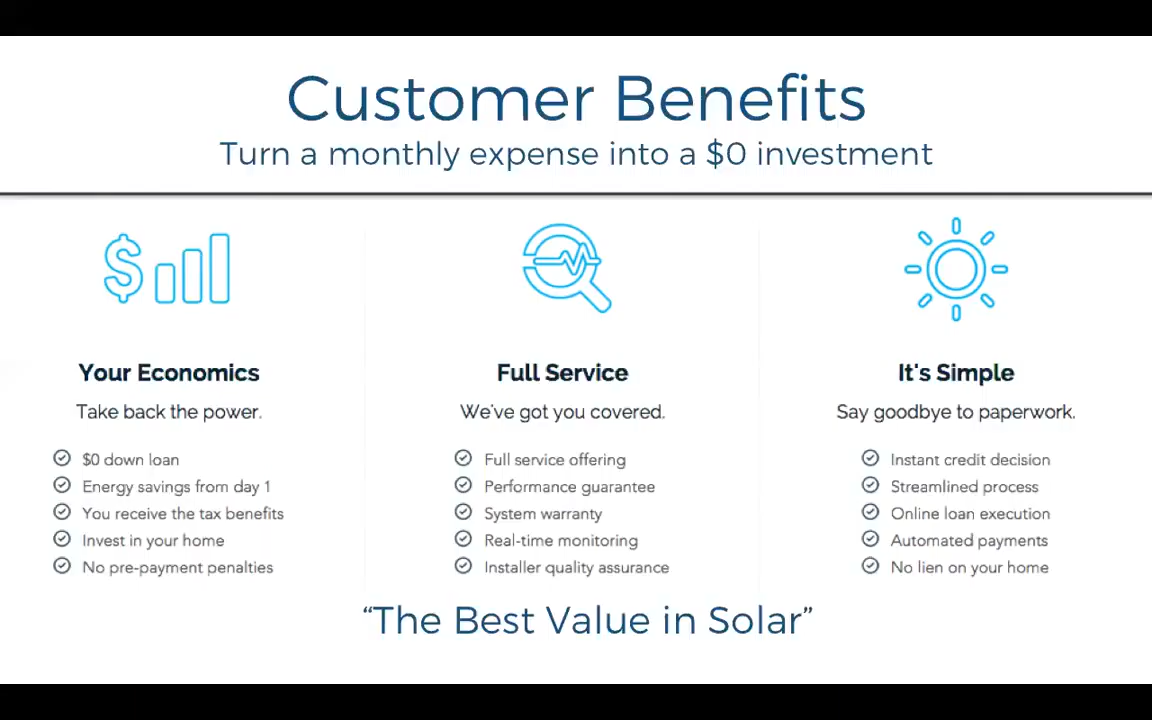 Customer Benefits
Turn a monthly expense into a $0 investment
Your Economics
Take back the power.
$0 down loan
Energy savings from day 1
You receive the tax benefits
Invest in your home
No pre-payment penalties
Full Service
We've got you covered.
Full service offering
Performance guarantee
System warranty
Real-time monitoring
Installer quality assurance
It's Simple
Say goodbye to paperwork.
Instant credit decision
Streamlined process
Online loan execution
Automated payments
No lien on your home
“The Best Value in Solar”